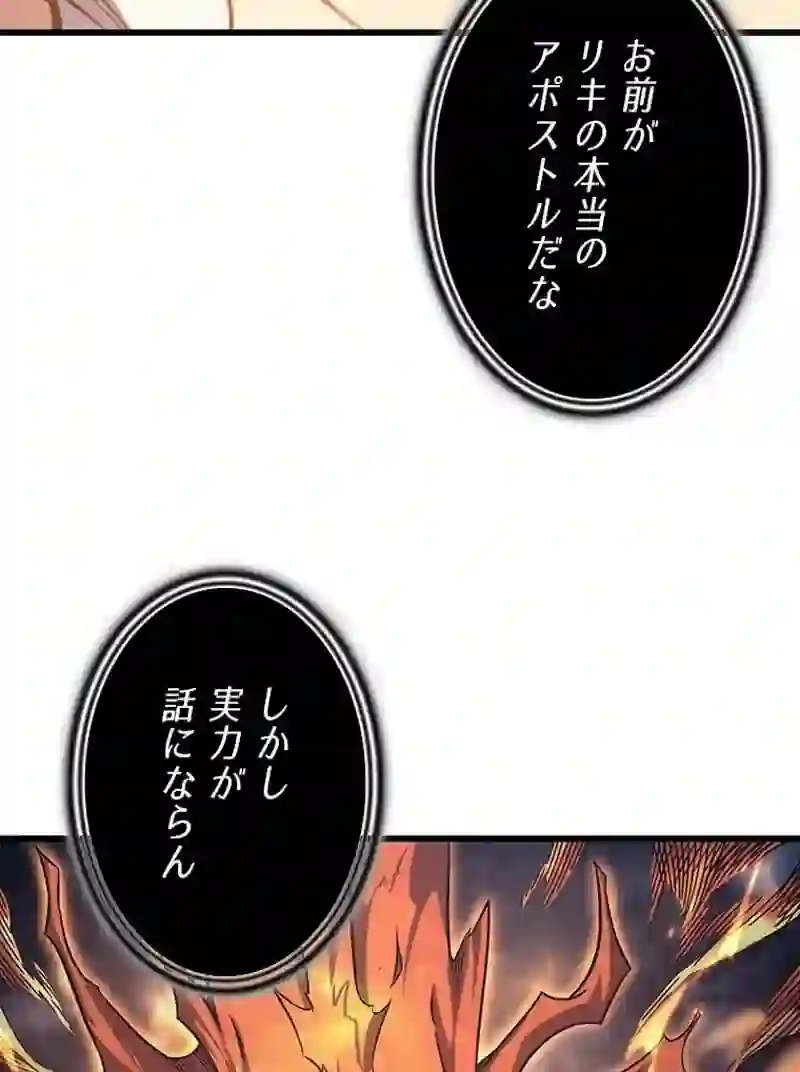 お前が
リキの本当の
アポストルだな
しかし
実力が
話にならん